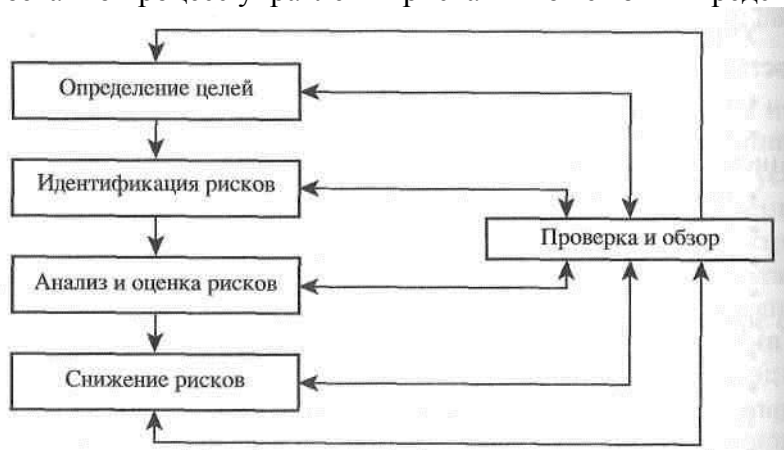 Определение целей
Идентификация рисков
Проверка и обзор
Анализ и оценка рисков
Снижение рисков